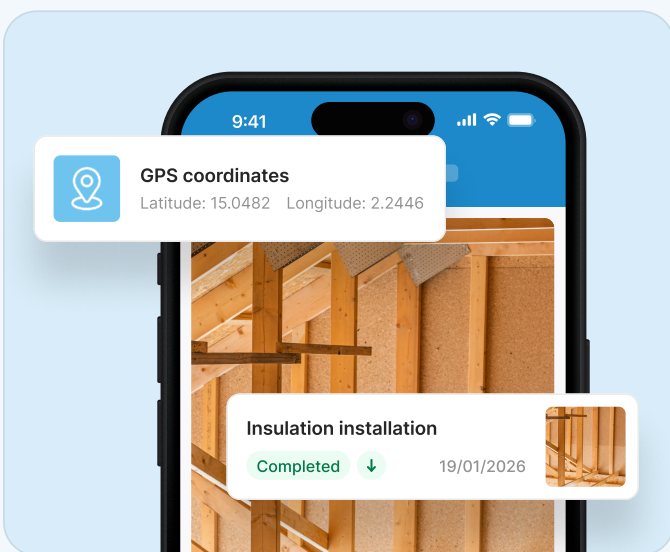 9:41
GPS coordinates
Latitude: 15.0482 Longitude: 2.2446
Insulation installation
Completed
19/01/2026